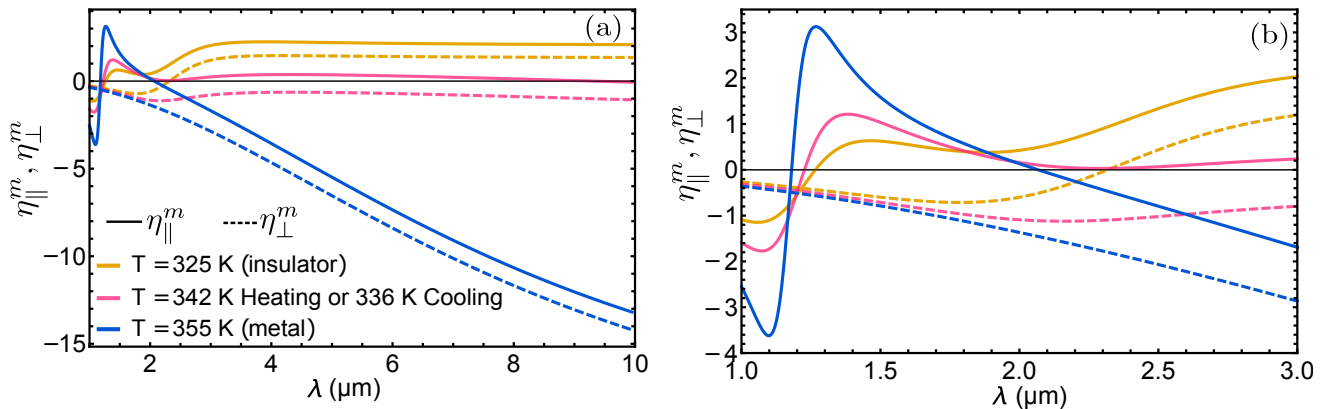 (a)
η∥^m, η⊥^m
0
−5
−10
−15
2 4 6 8 10
λ (μm)
η∥^m η⊥^m
T = 325 K (insulator)
T = 342 K Heating or 336 K Cooling
T = 355 K (metal)
(b)
η∥^m, η⊥^m
3
2
1
0
−1
−2
−3
−4
1.0 1.5 2.0 2.5 3.0
λ (μm)